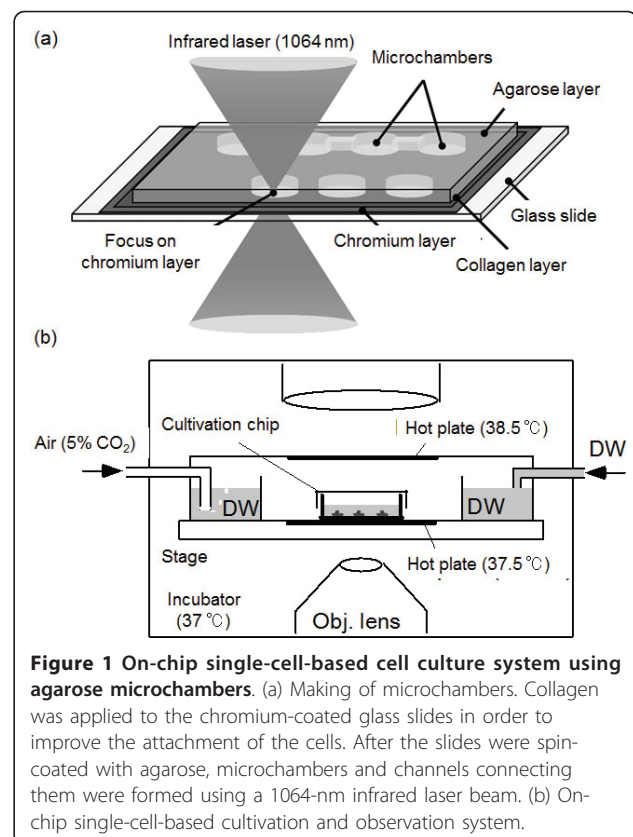 (a)
Infrared laser (1064 nm)
Microchambers
Agarose layer
Glass slide
Focus on
chromium layer
Chromium layer
Collagen layer
(b)
Cultivation chip
Hot plate (38.5℃)
Air (5% CO₂)
DW
DW
DW
Stage
Hot plate (37.5℃)
Incubator
(37℃)
Obj. lens
Figure 1 On-chip single-cell-based cell culture system using
agarose microchambers. (a) Making of microchambers. Collagen
was applied to the chromium-coated glass slides in order to
improve the attachment of the cells. After the slides were spin-
coated with agarose, microchambers and channels connecting
them were formed using a 1064-nm infrared laser beam. (b) On-
chip single-cell-based cultivation and observation system.